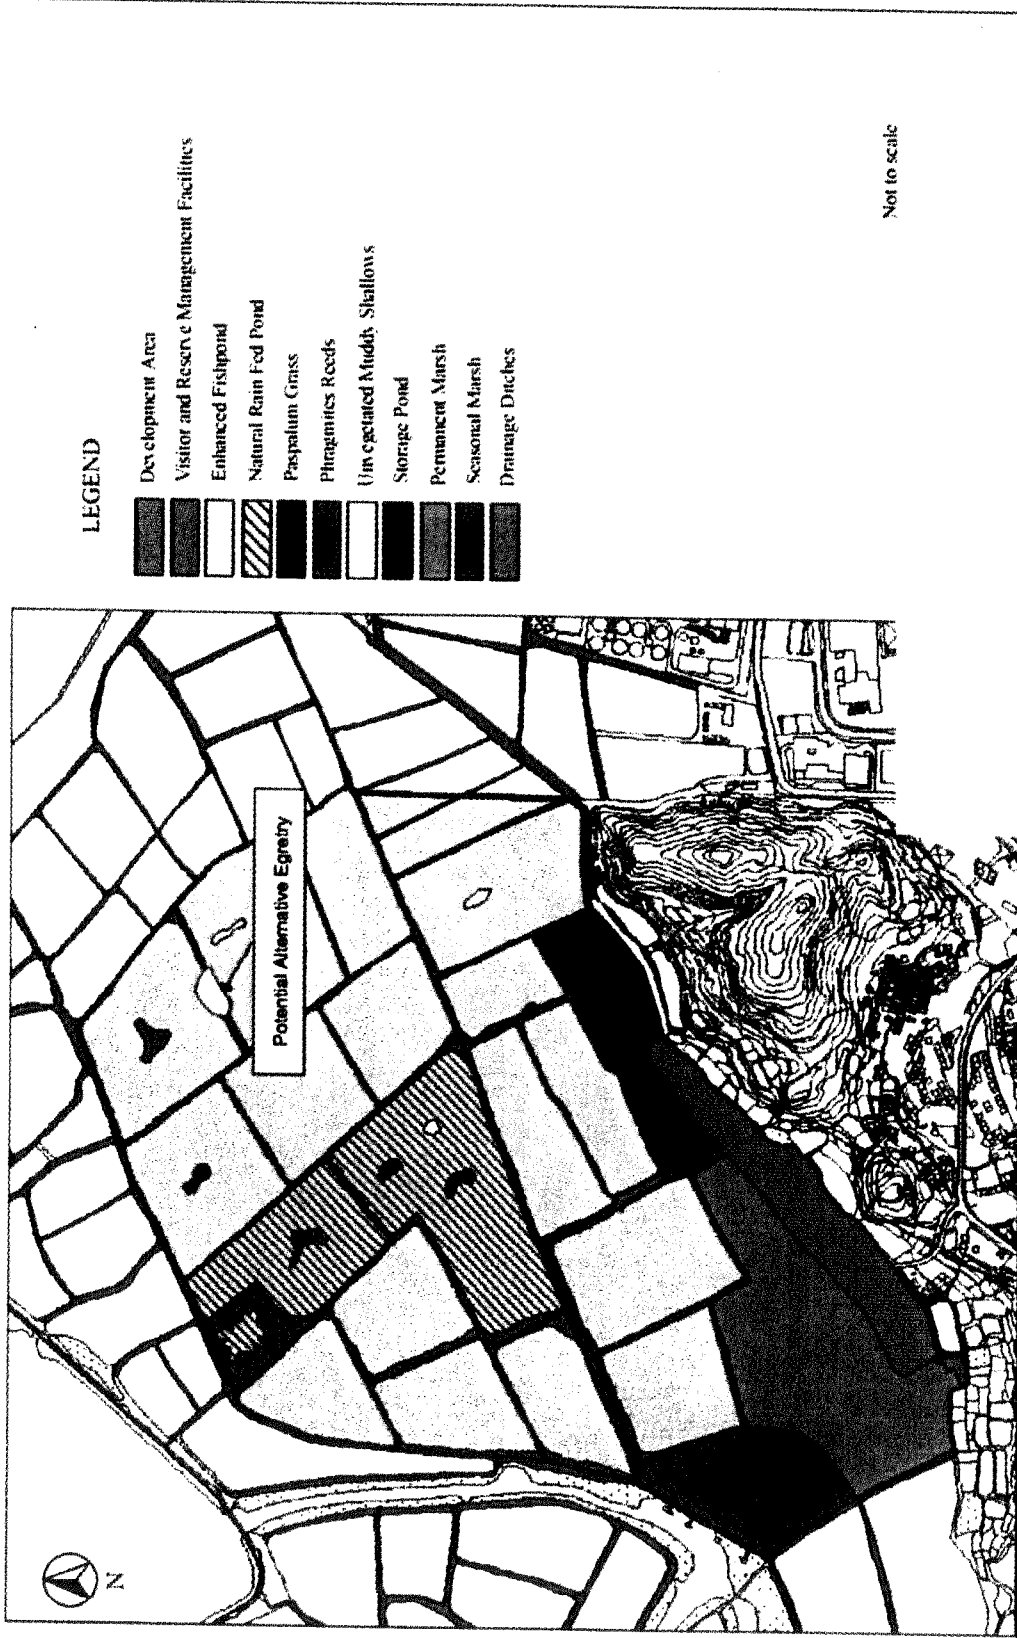 LEGEND
Development Area
Visitor and Reserve Management Facilities
Enhanced Fishpond
Natural Rain Fed Pond
Paspalum Grass
Phragmites Reeds
Unvegetated Muddy Shallows
Storage Pond
Permanent Marsh
Seasonal Marsh
Drainage Ditches
Potential Alternative Egretry
Not to scale
N